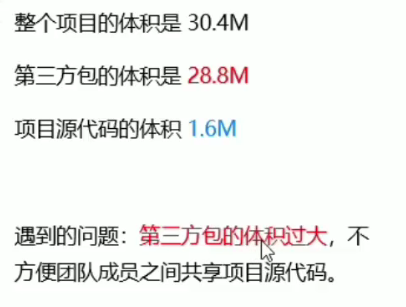 整个项目的体积是 30.4M
第三方包的体积是 28.8M
项目源代码的体积 1.6M
遇到的问题：第三方包的体积过大，不
方便团队成员之间共享项目源代码。